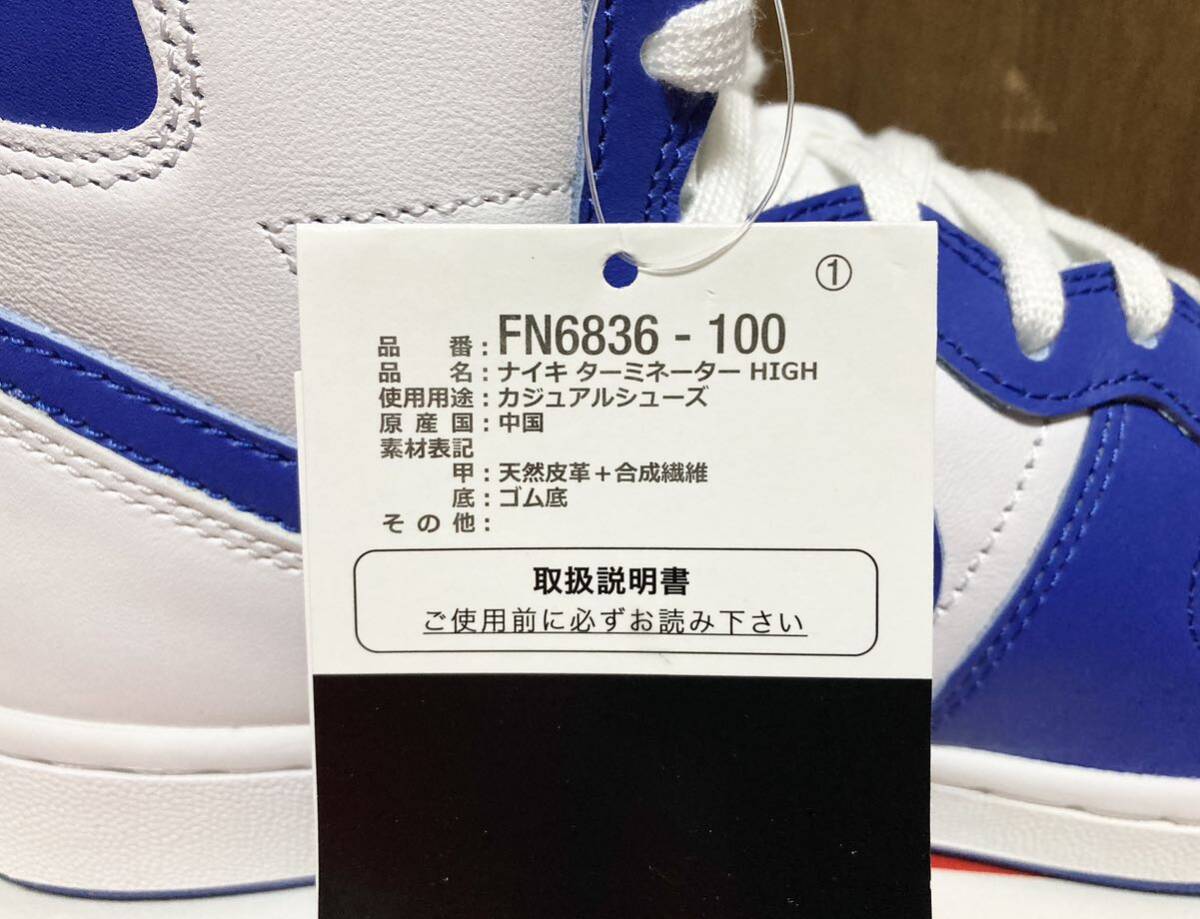 ①
品 番：FN6836 - 100
品 名：ナイキ ターミネーター HIGH
使用用途：カジュアルシューズ
原 産 国：中国
素材表記
甲：天然皮革＋合成繊維
底：ゴム底
そ の 他：
取扱説明書
ご使用前に必ずお読み下さい